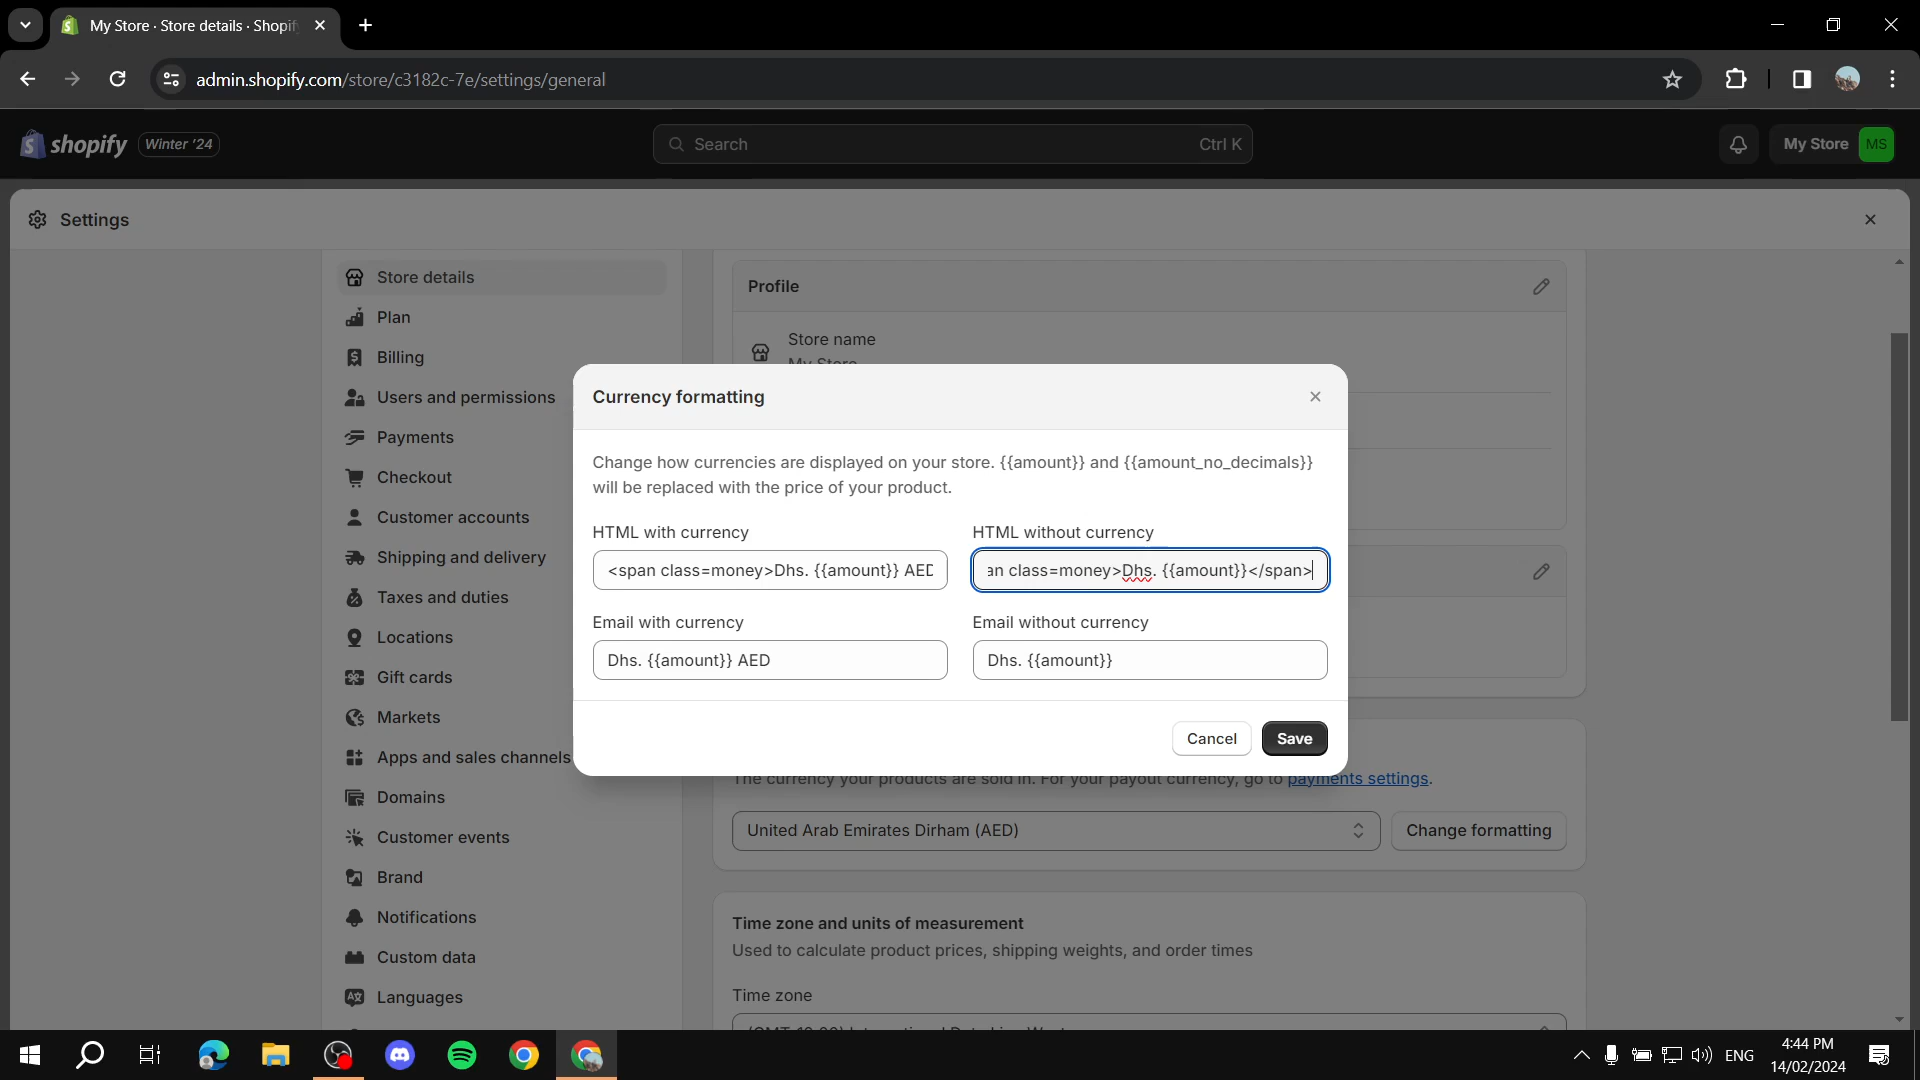 My Store · Store details · Shopif
admin.shopify.com/store/c3182c-7e/settings/general
shopify
Winter '24
Search
Ctrl K
My Store
MS
Settings
Store details
Plan
Billing
Users and permissions
Payments
Checkout
Customer accounts
Shipping and delivery
Taxes and duties
Locations
Gift cards
Markets
Apps and sales channels
Domains
Customer events
Brand
Notifications
Custom data
Languages
Profile
Store name
My Store
Currency formatting
Change how currencies are displayed on your store. {{amount}} and {{amount_no_decimals}}
will be replaced with the price of your product.
HTML with currency
HTML without currency
<span class=money>Dhs. {{amount}} AED
an class=money>Dhs. {{amount}}</span>
Email with currency
Email without currency
Dhs. {{amount}} AED
Dhs. {{amount}}
Cancel
Save
The currency your products are sold in. For your payout currency, go to payments settings.
United Arab Emirates Dirham (AED)
Change formatting
Time zone and units of measurement
Used to calculate product prices, shipping weights, and order times
Time zone
ENG
4:44 PM
14/02/2024